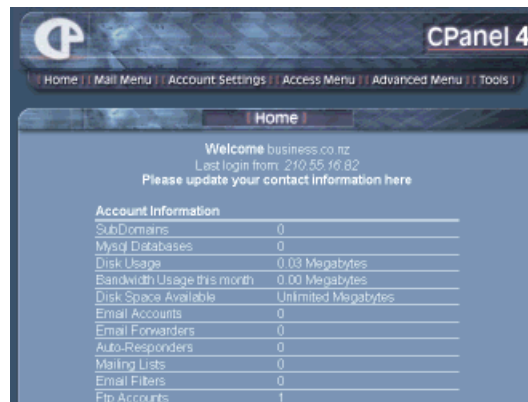 CP
CPanel 4
Home | Mail Menu | Account Settings | Access Menu | Advanced Menu | Tools
Home
Welcome business.co.nz
Last login from: 210.55.16.82
Please update your contact information here
Account Information
SubDomains 0
Mysql Databases 0
Disk Usage 0.03 Megabytes
Bandwidth Usage this month 0.00 Megabytes
Disk Space Available Unlimited Megabytes
Email Accounts 0
Email Forwarders 0
Auto-Responders 0
Mailing Lists 0
Email Filters 0
Ftp Accounts 1